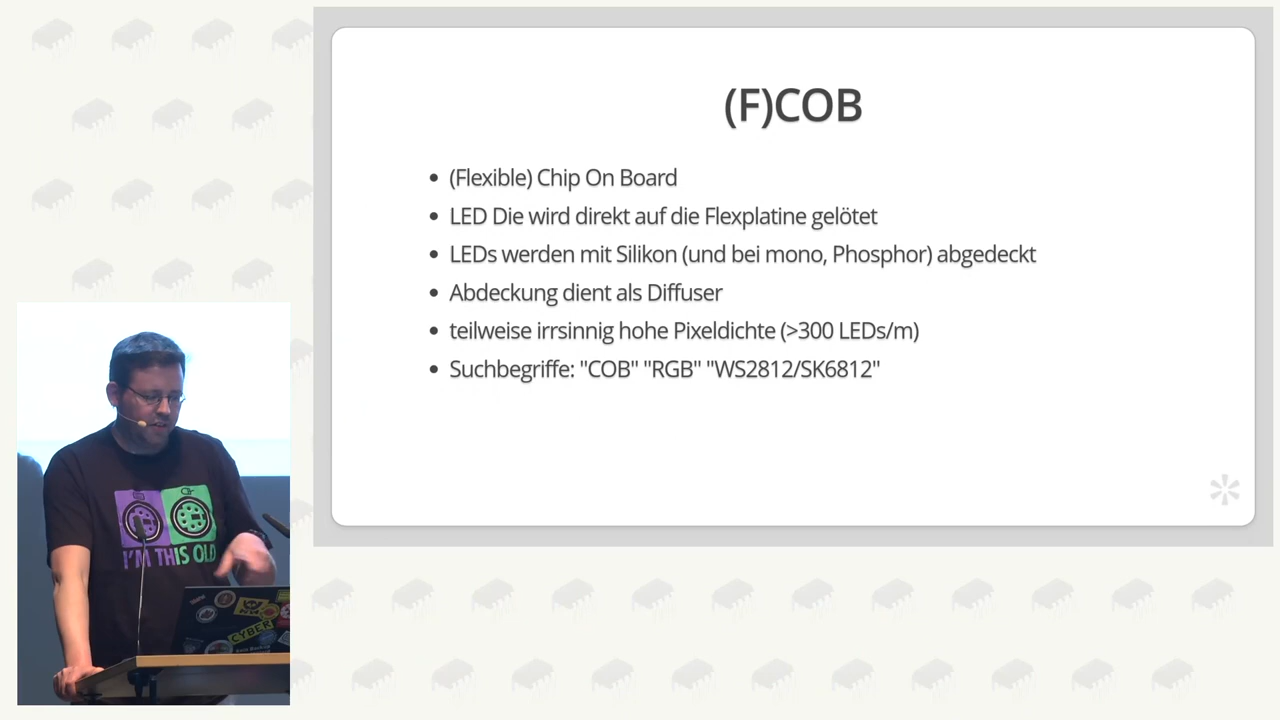 (F)COB
(Flexible) Chip On Board
LED Die wird direkt auf die Flexplatine gelötet
LEDs werden mit Silikon (und bei mono, Phosphor) abgedeckt
Abdeckung dient als Diffuser
teilweise irrsinnig hohe Pixeldichte (>300 LEDs/m)
Suchbegriffe: "COB" "RGB" "WS2812/SK6812"
I'M THIS OLD
CYBER